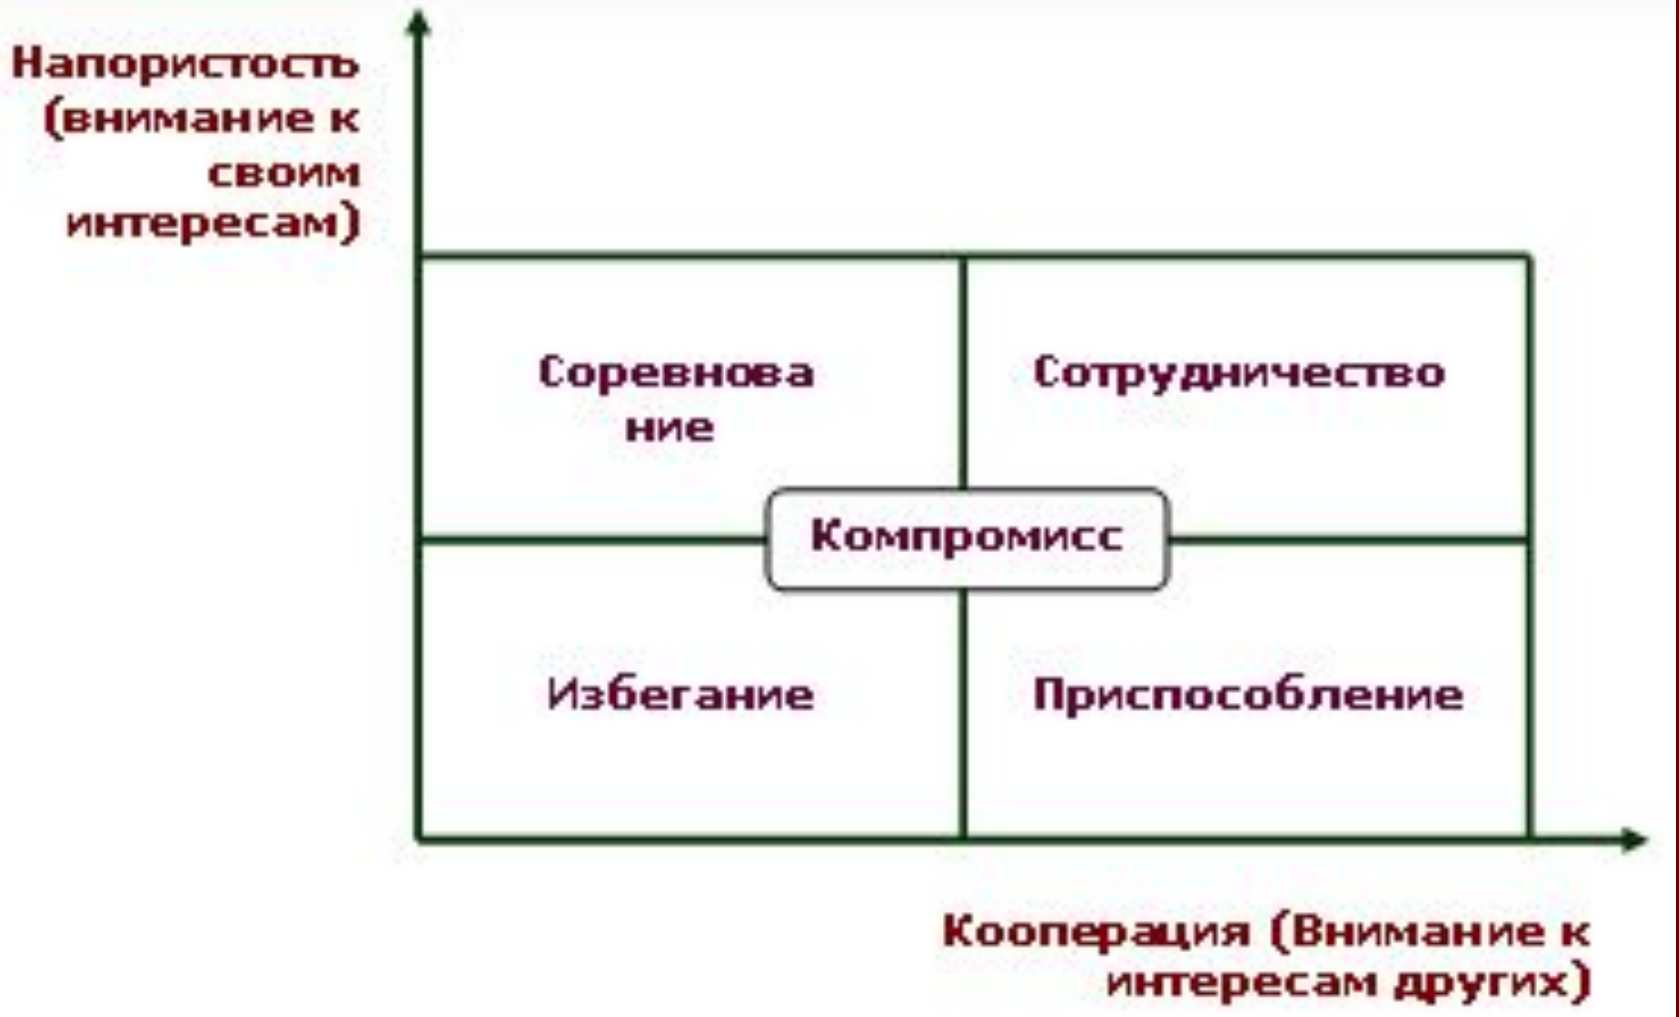 Напористость
(внимание к
своим
интересам)
Соревнова
ние
Сотрудничество
Компромисс
Избегание
Приспособление
Кооперация (Внимание к
интересам других)